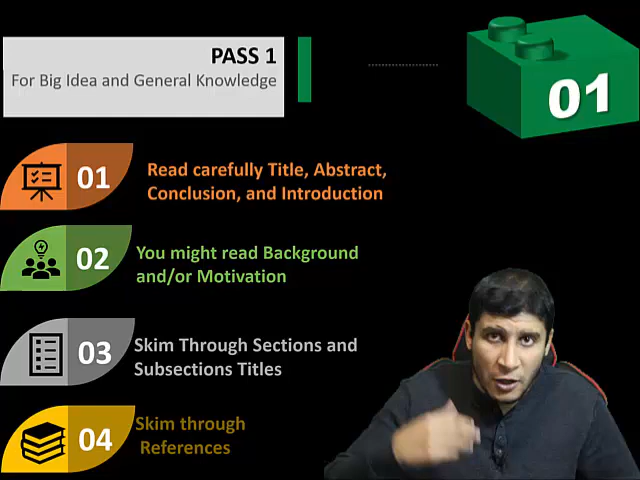 PASS 1
For Big Idea and General Knowledge
01
01
Read carefully Title, Abstract,
Conclusion, and Introduction
02
You might read Background
and/or Motivation
03
Skim Through Sections and
Subsections Titles
04
Skim through
References